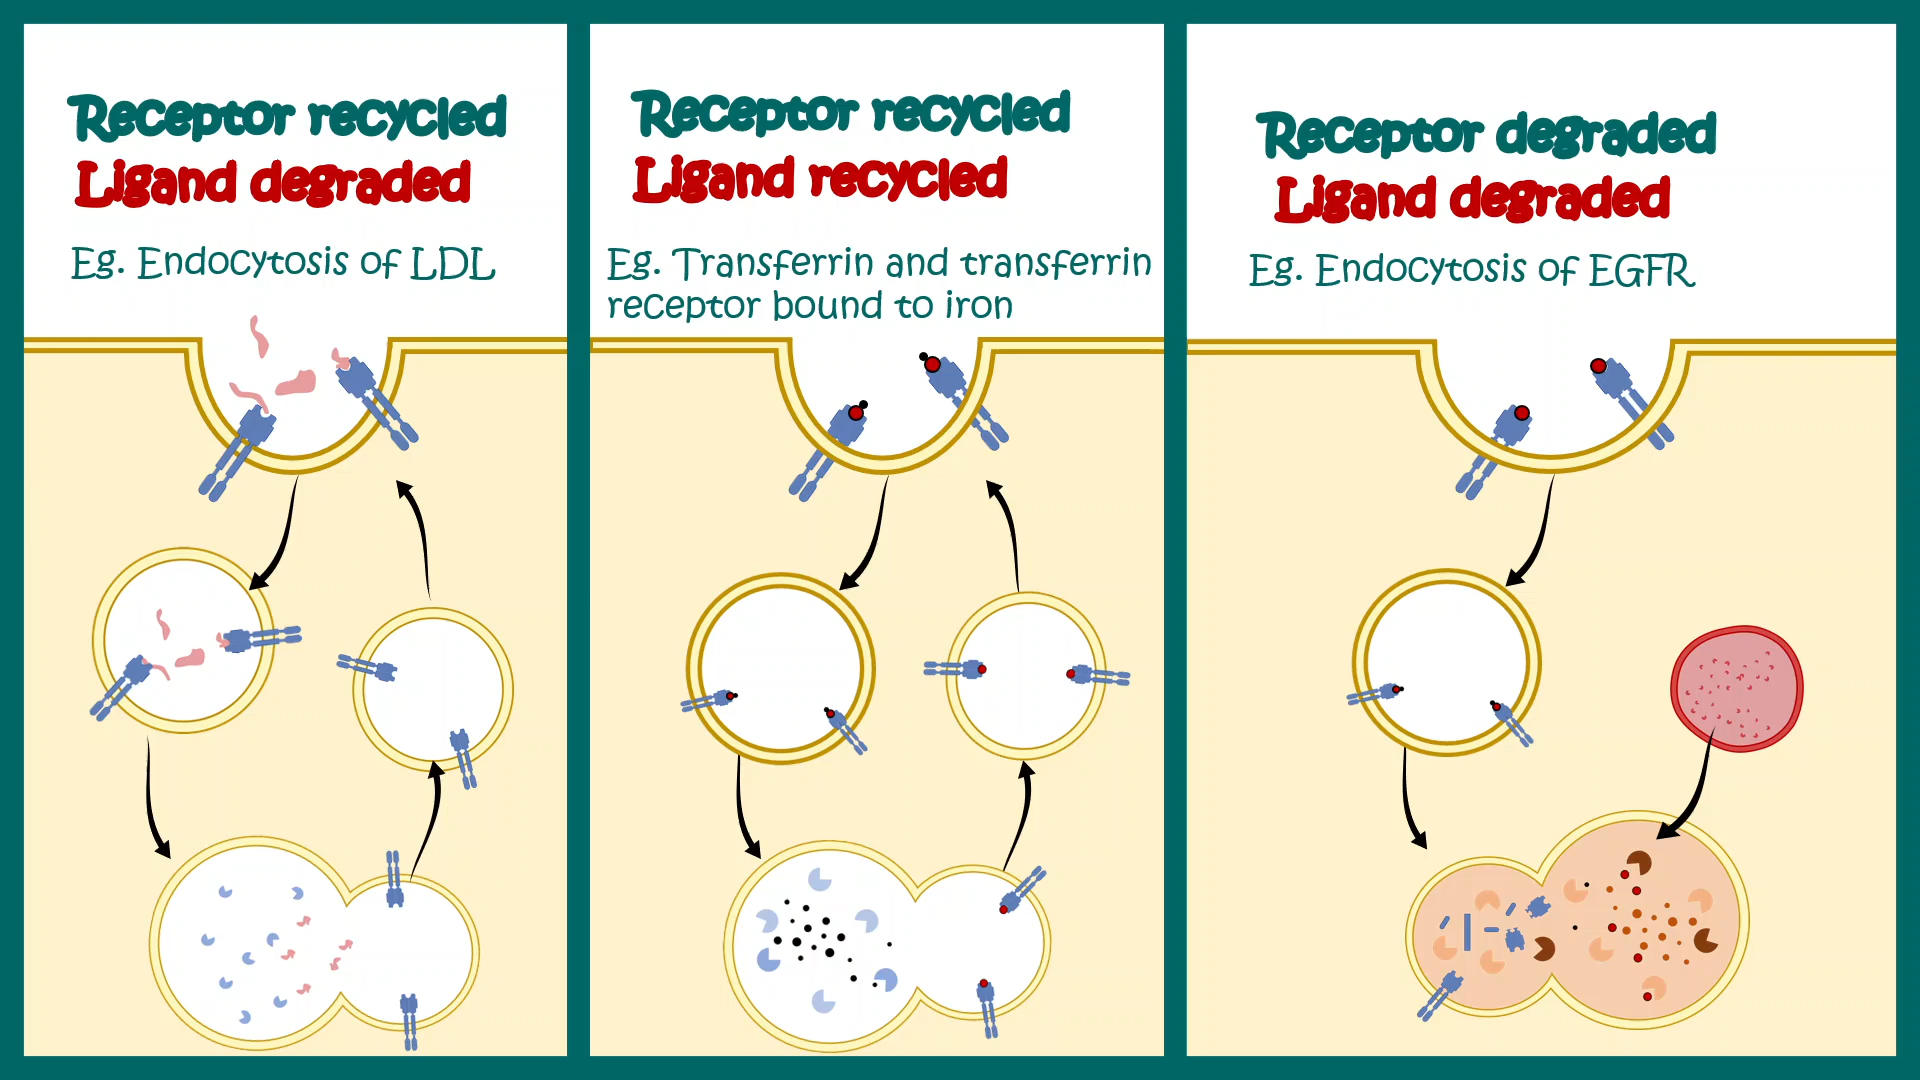 Receptor recycled
Ligand degraded
Eg. Endocytosis of LDL
Receptor recycled
Ligand recycled
Eg. Transferrin and transferrin
receptor bound to iron
Receptor degraded
Ligand degraded
Eg. Endocytosis of EGFR